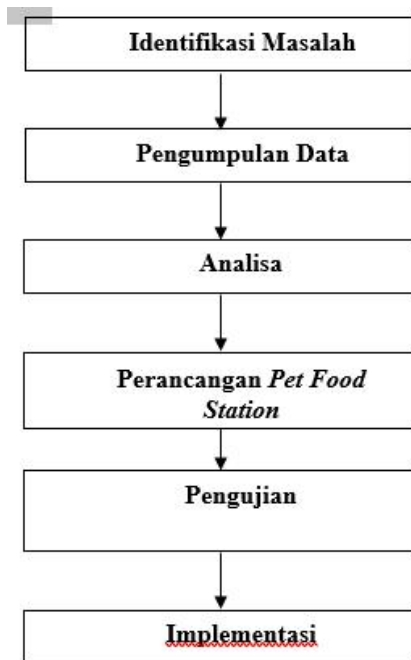 Identifikasi Masalah
Pengumpulan Data
Analisa
Perancangan Pet Food
Station
Pengujian
Implementasi